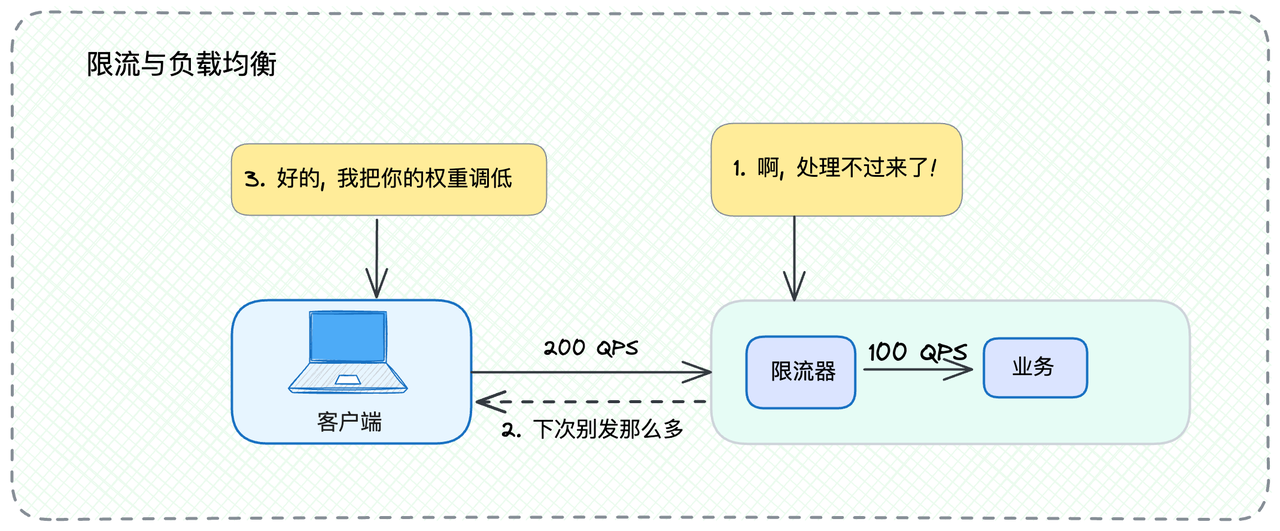 限流与负载均衡
3. 好的, 我把你的权重调低
1. 啊, 处理不过来了!
200 QPS
100 QPS
限流器
业务
客户端
2. 下次别发那么多